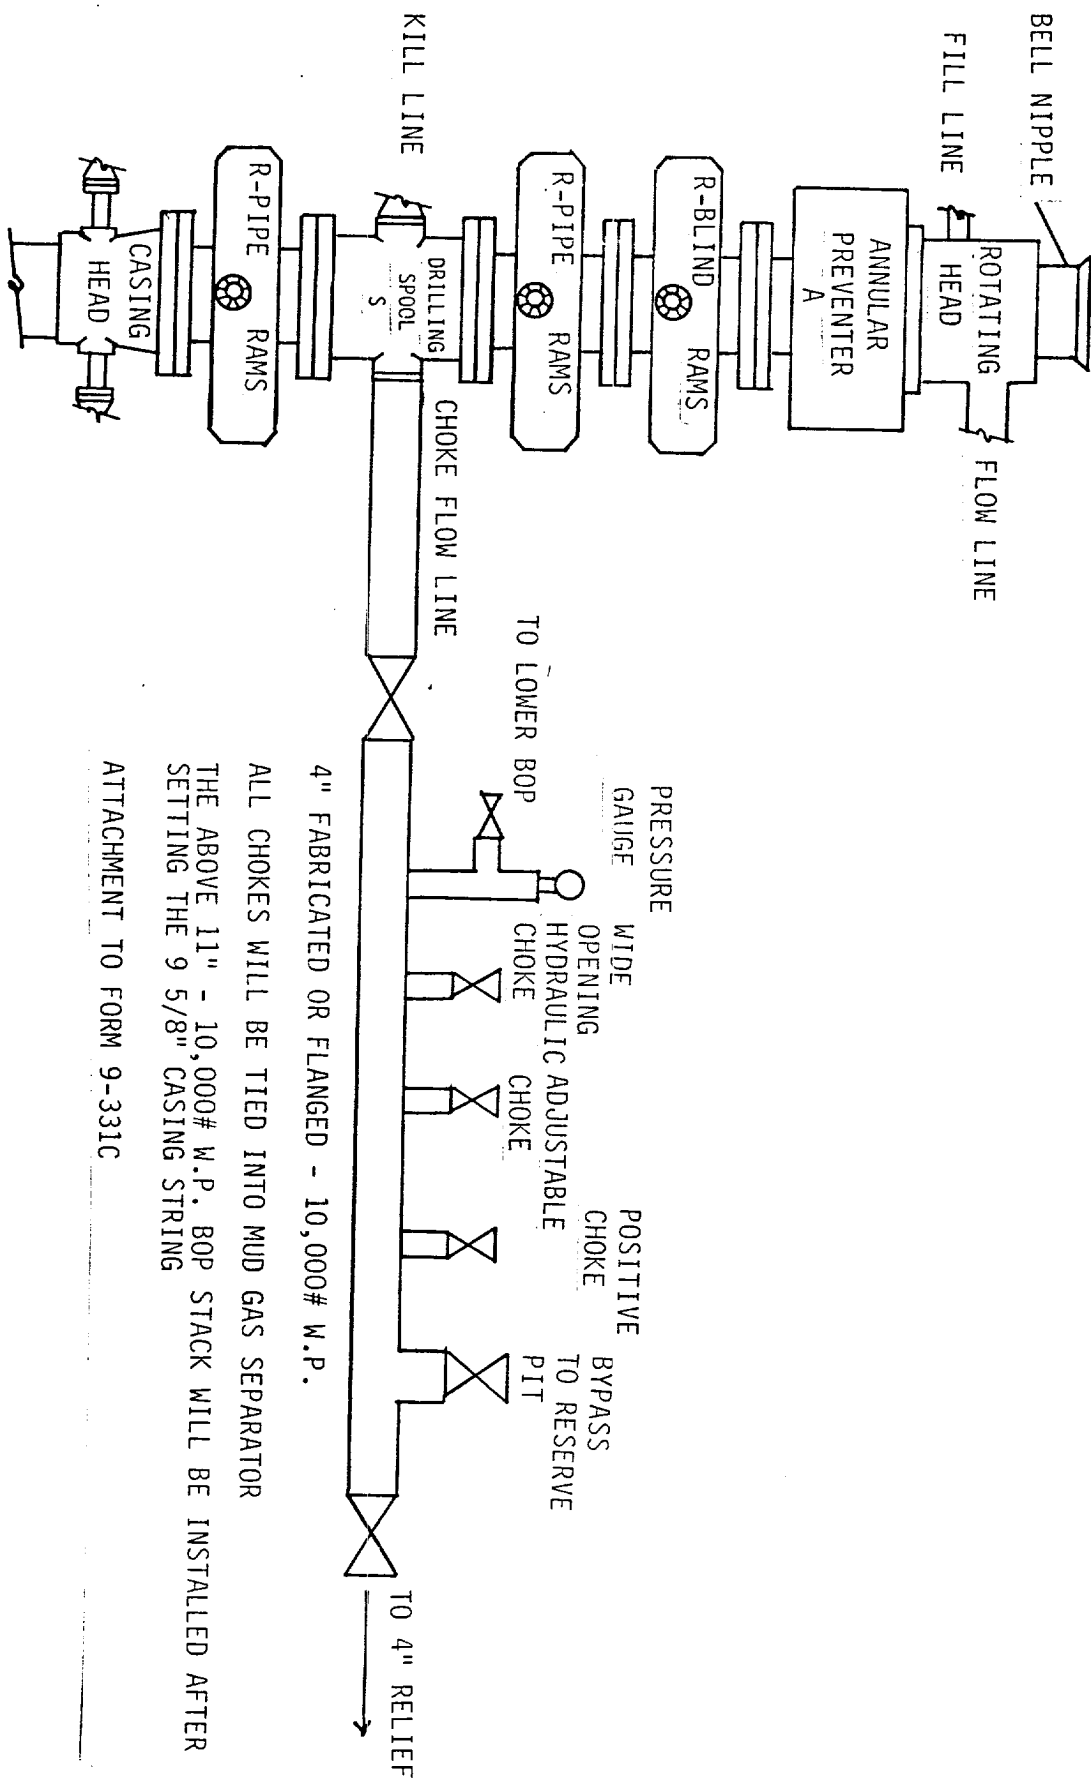 BELL NIPPLE
FILL LINE
ROTATING
HEAD
FLOW LINE
ANNULAR
PREVENTER
A
R-BLIND RAMS
R-PIPE RAMS
KILL LINE
DRILLING
SPOOL
S
CHOKE FLOW LINE
R-PIPE RAMS
CASING
HEAD
TO LOWER BOP
PRESSURE
GAUGE
WIDE
OPENING
HYDRAULIC
CHOKE
ADJUSTABLE
CHOKE
POSITIVE
CHOKE
BYPASS
TO RESERVE
PIT
TO 4" RELIEF
4" FABRICATED OR FLANGED - 10,000# W.P.
ALL CHOKES WILL BE TIED INTO MUD GAS SEPARATOR
THE ABOVE 11" - 10,000# W.P. BOP STACK WILL BE INSTALLED AFTER
SETTING THE 9 5/8" CASING STRING
ATTACHMENT TO FORM 9-331C